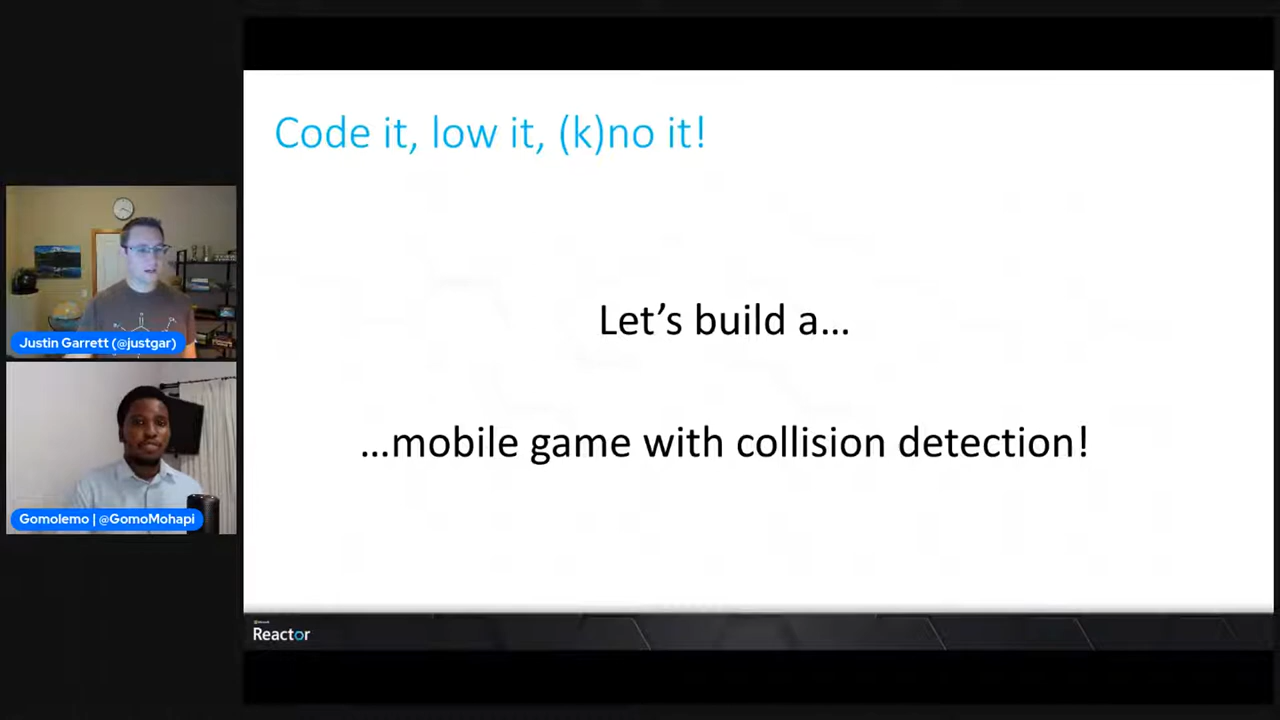 Code it, low it, (k)no it!
Let’s build a…
…mobile game with collision detection!
Justin Garrett (@justgar)
Gomolemo | @GomoMohapi
Microsoft
Reactor